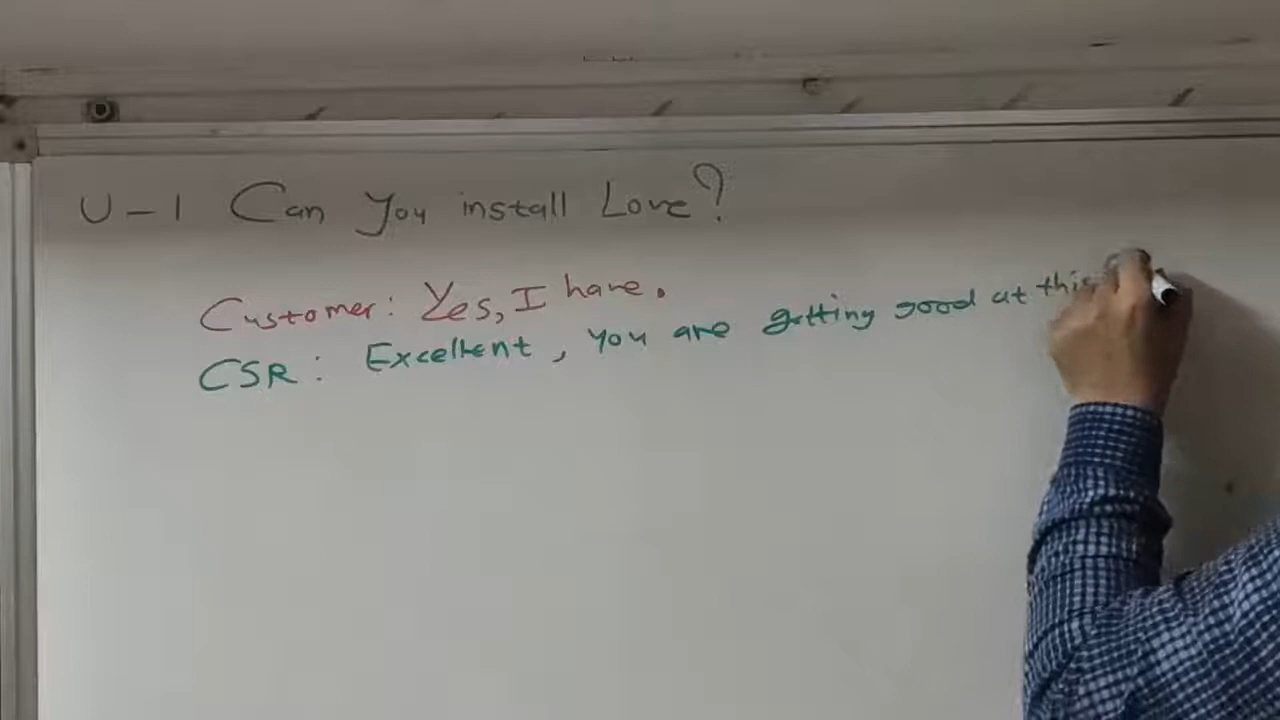 U-1 Can You install Love?
Customer: Yes, I have.
CSR: Excellent, you are getting good at this